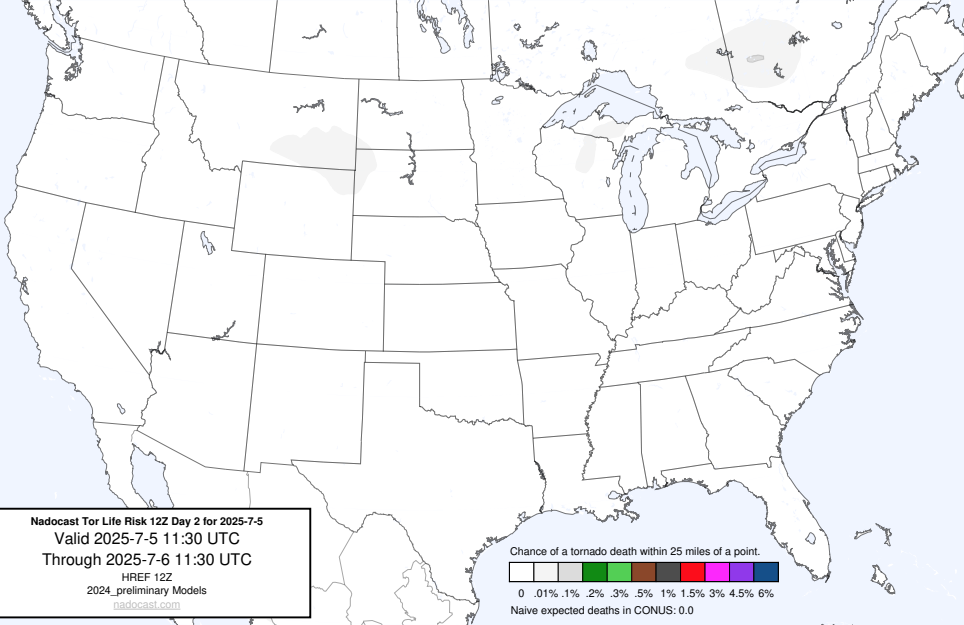 Nadocast Tor Life Risk 12Z Day 2 for 2025-7-5
Valid 2025-7-5 11:30 UTC
Through 2025-7-6 11:30 UTC
HREF 12Z
2024_preliminary Models
nadocast.com
Chance of a tornado death within 25 miles of a point.
0 .01% .1% .2% .3% .5% 1% 1.5% 3% 4.5% 6%
Naive expected deaths in CONUS: 0.0